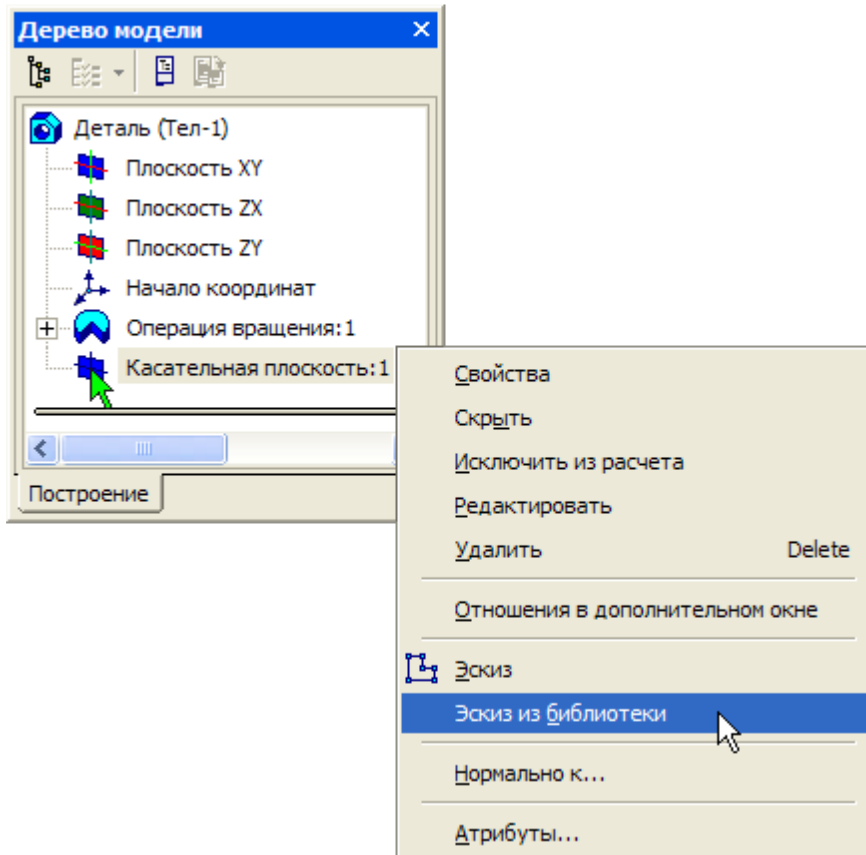 Дерево модели
Деталь (Тел-1)
Плоскость XY
Плоскость ZX
Плоскость ZY
Начало координат
Операция вращения:1
Касательная плоскость:1
Построение
Свойства
Скрыть
Исключить из расчета
Редактировать
Удалить Delete
Отношения в дополнительном окне
Эскиз
Эскиз из библиотеки
Нормально к...
Атрибуты...